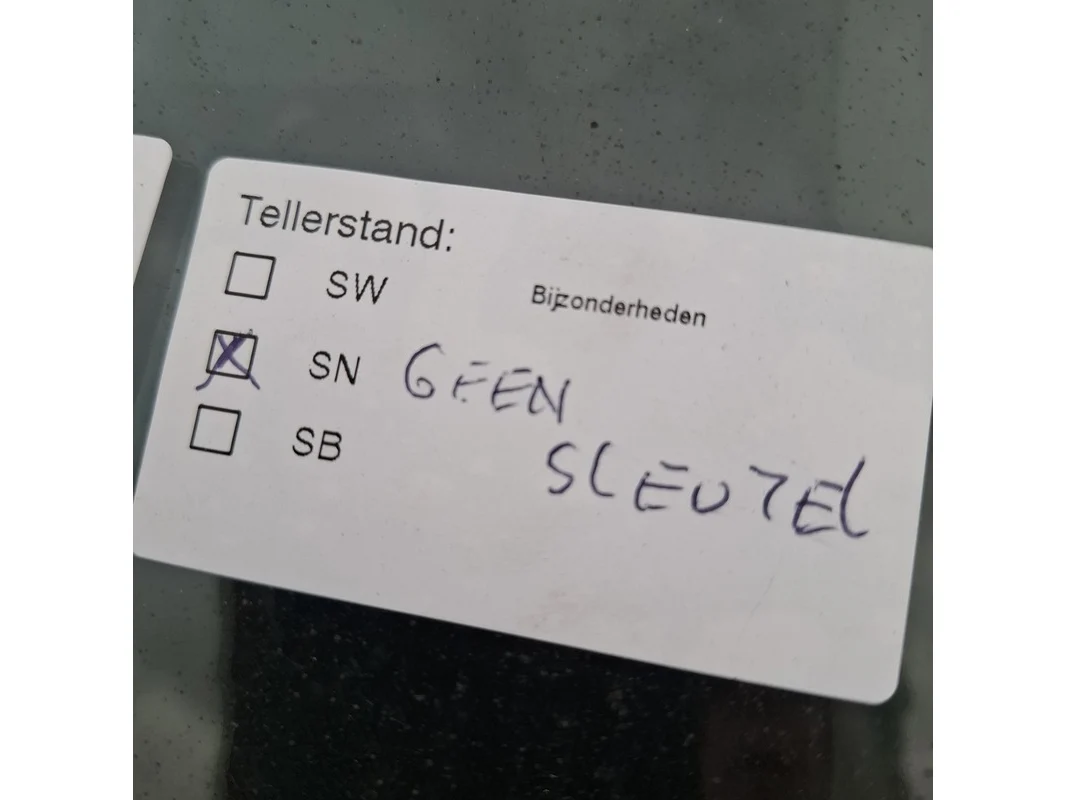 Tellerstand:
SW
Bijzonderheden
SN GEEN
SLEUTEL
SB